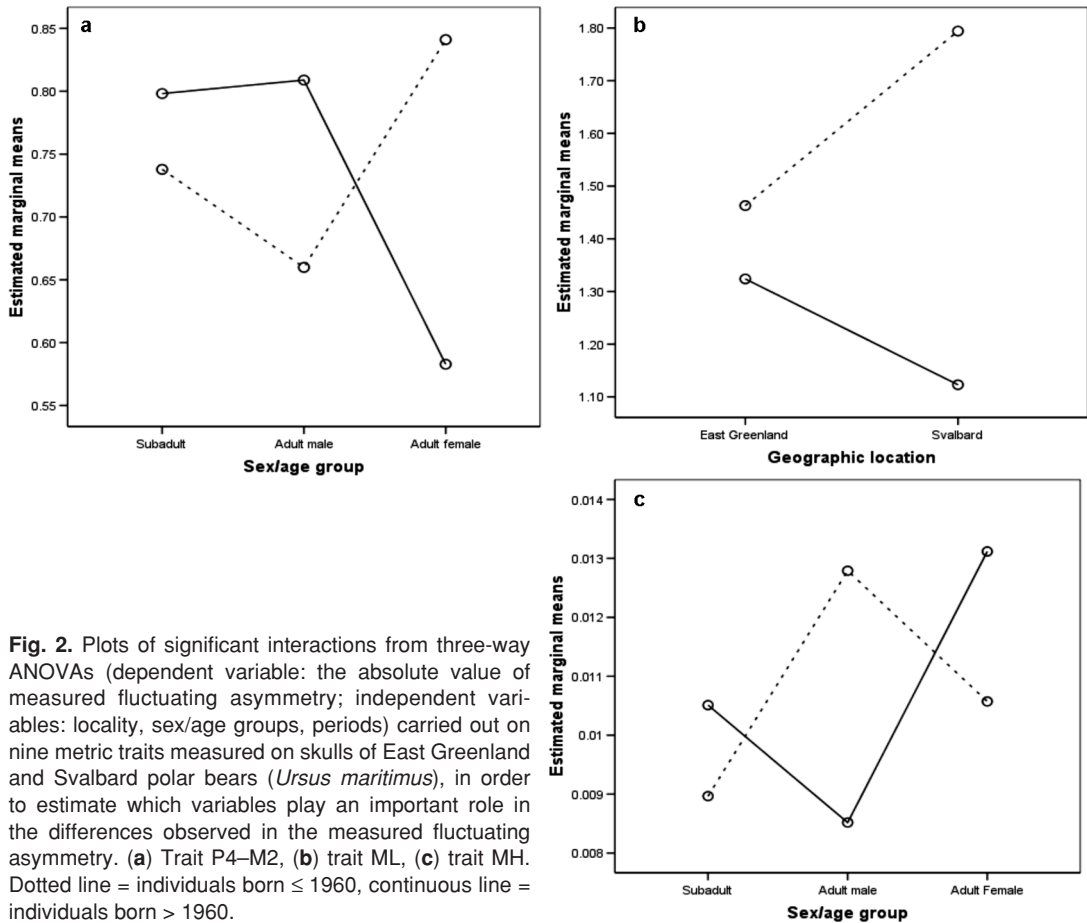 a
Estimated marginal means
0.85
0.80
0.75
0.70
0.65
0.60
0.55
Subadult
Adult male
Adult female
Sex/age group
b
Estimated marginal means
1.80
1.70
1.60
1.50
1.40
1.30
1.20
1.10
East Greenland
Svalbard
Geographic location
c
Estimated marginal means
0.014
0.013
0.012
0.011
0.01
0.009
0.008
Subadult
Adult male
Adult Female
Sex/age group
Fig. 2. Plots of significant interactions from three-way
ANOVAs (dependent variable: the absolute value of
measured fluctuating asymmetry; independent vari-
ables: locality, sex/age groups, periods) carried out on
nine metric traits measured on skulls of East Greenland
and Svalbard polar bears (Ursus maritimus), in order
to estimate which variables play an important role in
the differences observed in the measured fluctuating
asymmetry. (a) Trait P4–M2, (b) trait ML, (c) trait MH.
Dotted line = individuals born ≤ 1960, continuous line =
individuals born > 1960.